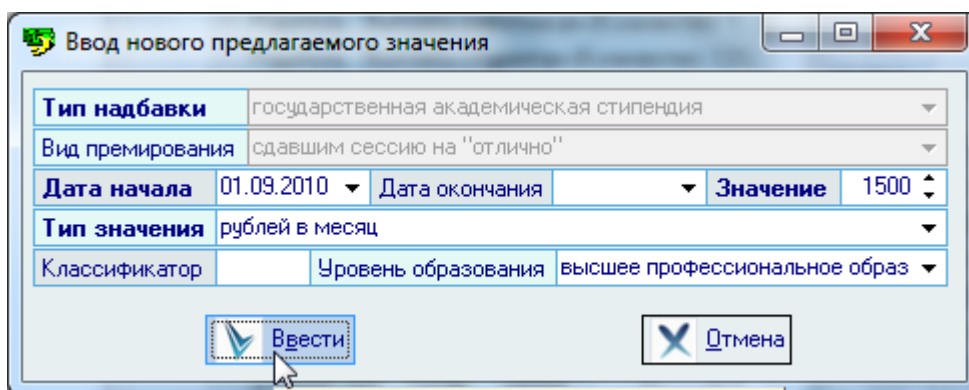 Ввод нового предлагаемого значения
Тип надбавки государственная академическая стипендия
Вид премирования сдавшим сессию на "отлично"
Дата начала 01.09.2010 Дата окончания Значение 1500
Тип значения рублей в месяц
Классификатор Уровень образования высшее профессиональное образ
Ввести Отмена